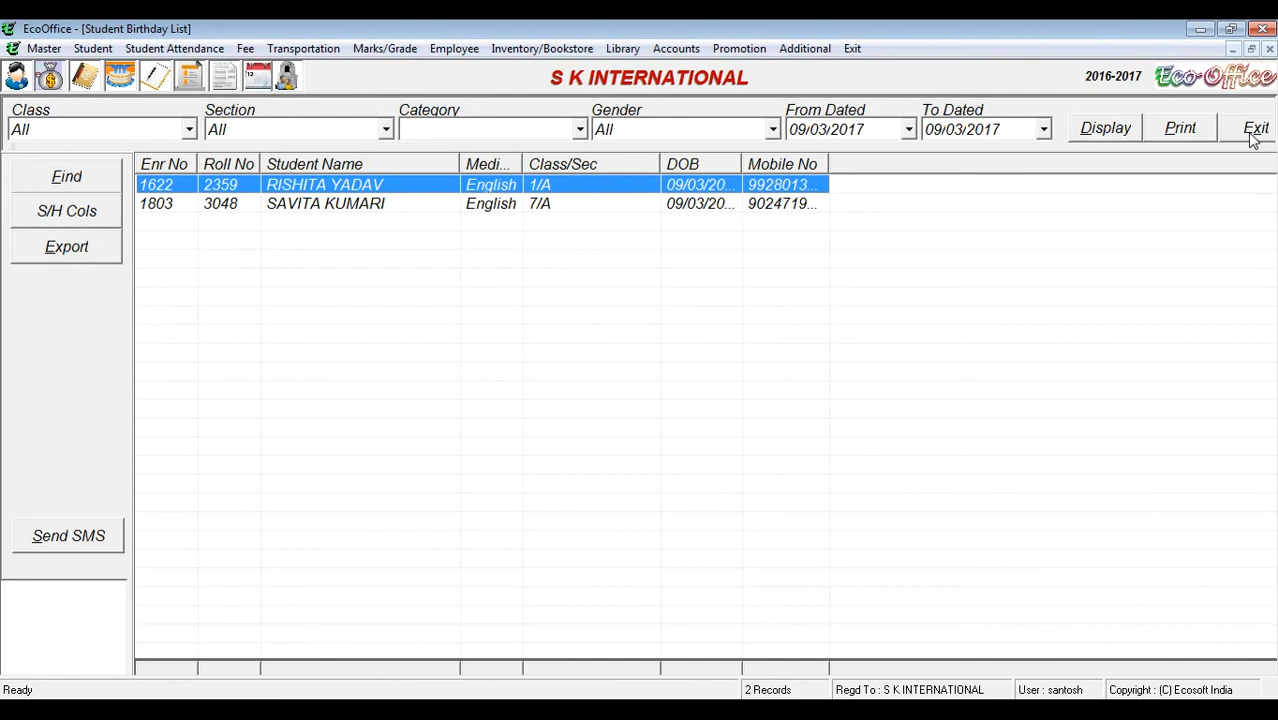 EcoOffice - [Student Birthday List]
Master Student Student Attendance Fee Transportation Marks/Grade Employee Inventory/Bookstore Library Accounts Promotion Additional Exit
S K INTERNATIONAL
2016-2017
Eco-Office
Class Section Category Gender From Dated To Dated
All All All 09/03/2017 09/03/2017 Display Print Exit
Enr No Roll No Student Name Medi... Class/Sec DOB Mobile No
1622 2359 RISHITA YADAV English 1/A 09/03/20... 9928013...
1803 3048 SAVITA KUMARI English 7/A 09/03/20... 9024719...
Find
S/H Cols
Export
Send SMS
Ready 2 Records Regd To : S K INTERNATIONAL User : santosh Copyright : (C) Ecosoft India